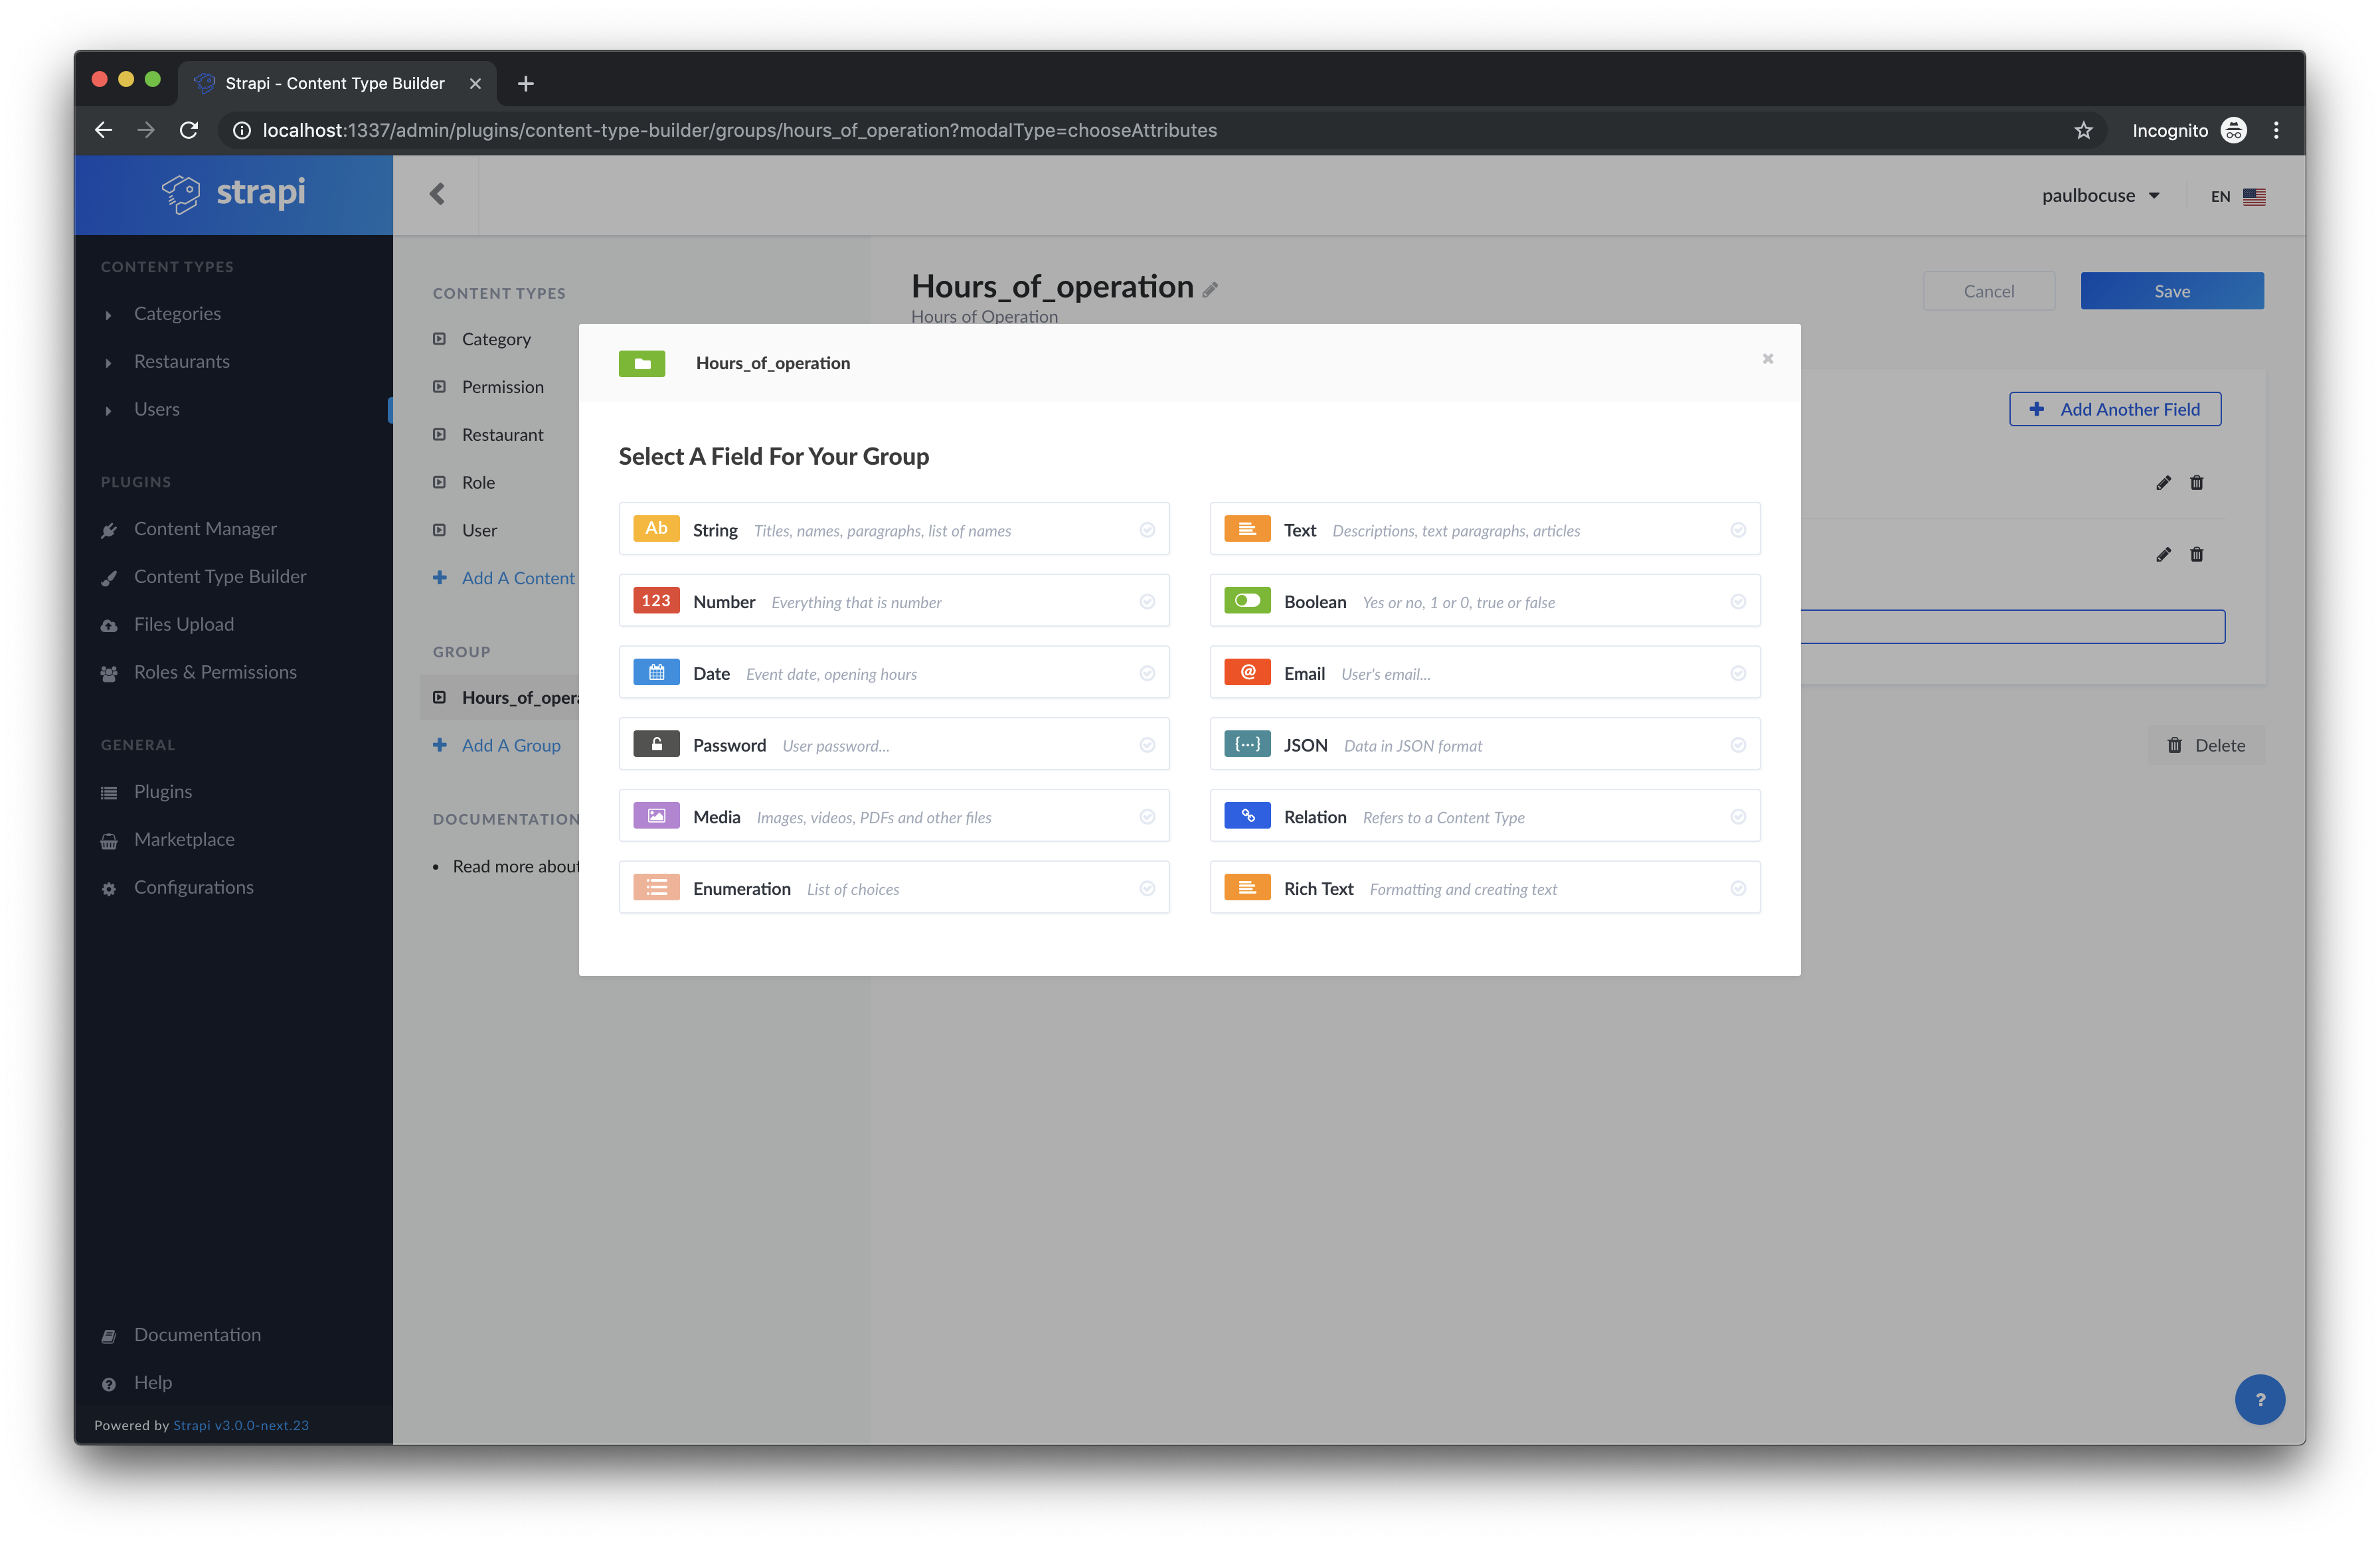 Strapi - Content Type Builder
localhost:1337/admin/plugins/content-type-builder/groups/hours_of_operation?modalType=chooseAttributes
Incognito
strapi
paulbocuse
EN
CONTENT TYPES
Categories
Restaurants
Users
PLUGINS
Content Manager
Content Type Builder
Files Upload
Roles & Permissions
GENERAL
Plugins
Marketplace
Configurations
Documentation
Help
Powered by Strapi v3.0.0-next.23
CONTENT TYPES
Category
Permission
Restaurant
Role
User
Add A Content
GROUP
Hours_of_opera
Add A Group
DOCUMENTATION
Read more about
Hours_of_operation
Hours of Operation
Cancel
Save
Add Another Field
Delete
Hours_of_operation
Select A Field For Your Group
Ab String Titles, names, paragraphs, list of names
Text Descriptions, text paragraphs, articles
123 Number Everything that is number
Boolean Yes or no, 1 or 0, true or false
Date Event date, opening hours
@ Email User's email...
Password User password...
{...} JSON Data in JSON format
Media Images, videos, PDFs and other files
Relation Refers to a Content Type
Enumeration List of choices
Rich Text Formatting and creating text
?